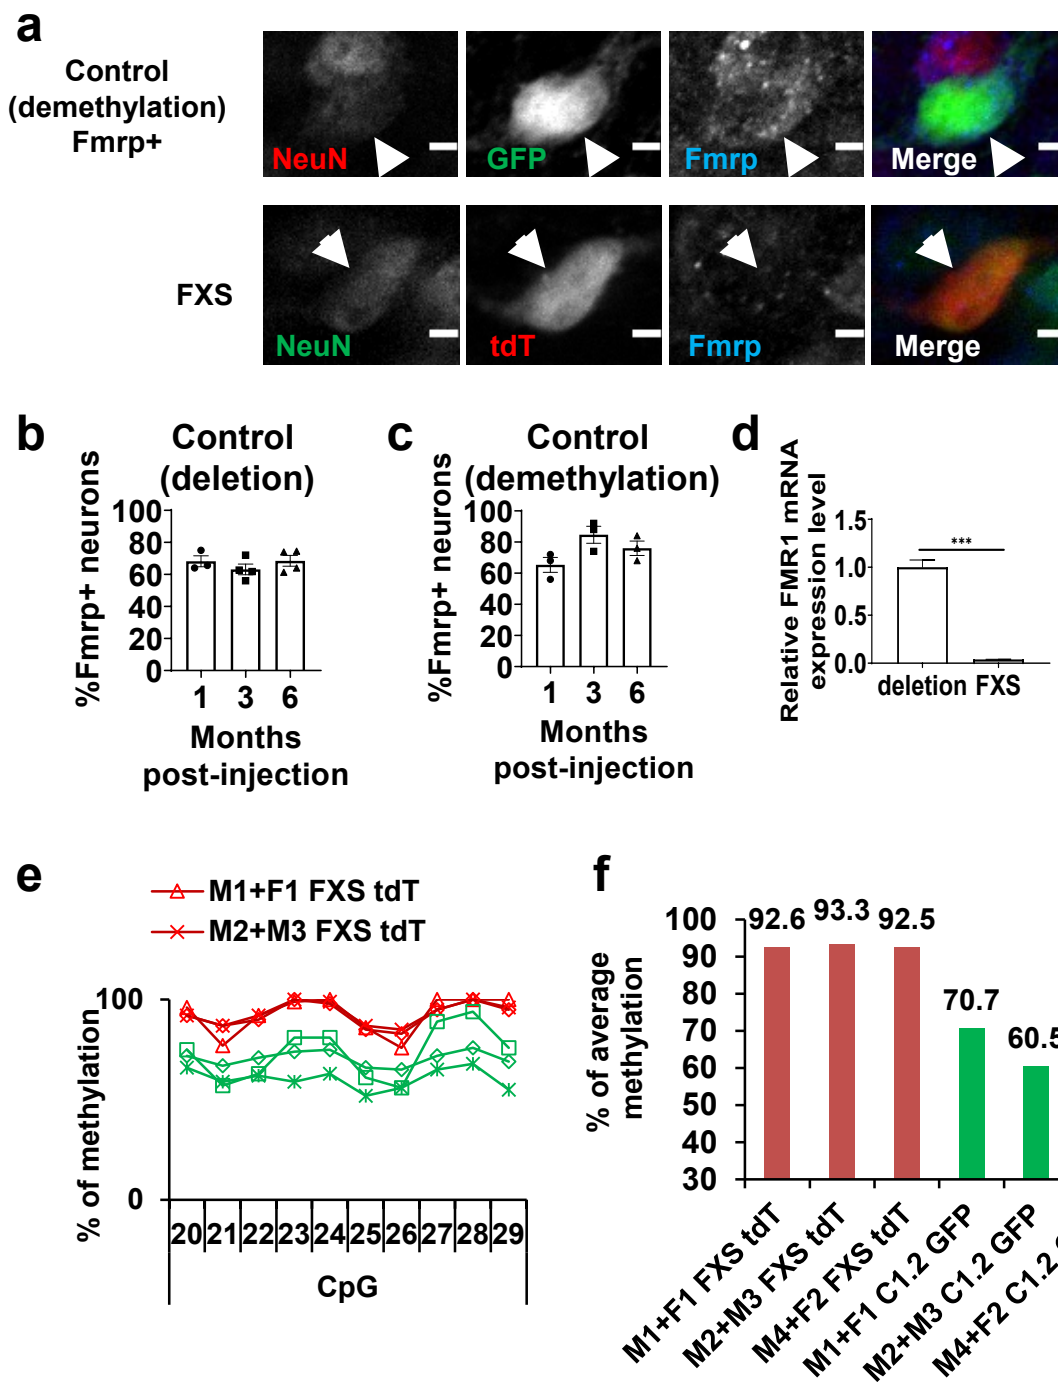 a
Control
(demethylation)
Fmrp+
NeuN
GFP
Fmrp
Merge
FXS
NeuN
tdT
Fmrp
Merge
b
Control
(deletion)
%Fmrp+ neurons
100
80
60
40
20
0
1 3 6
Months
post-injection
c
Control
(demethylation)
%Fmrp+ neurons
100
80
60
40
20
0
1 3 6
Months
post-injection
d
Relative FMR1 mRNA
expression level
1.5
1.0
0.5
0.0
***
deletion FXS
e
M1+F1 FXS tdT
M2+M3 FXS tdT
% of methylation
100
0
20 21 22 23 24 25 26 27 28 29
CpG
f
% of average
methylation
100
90
80
70
60
50
40
30
92.6 93.3 92.5 70.7 60.5
M1+F1 FXS tdT
M2+M3 FXS tdT
M4+F2 FXS tdT
M1+F1 C1.2 GFP
M2+M3 C1.2 GFP
M4+F2 C1.2